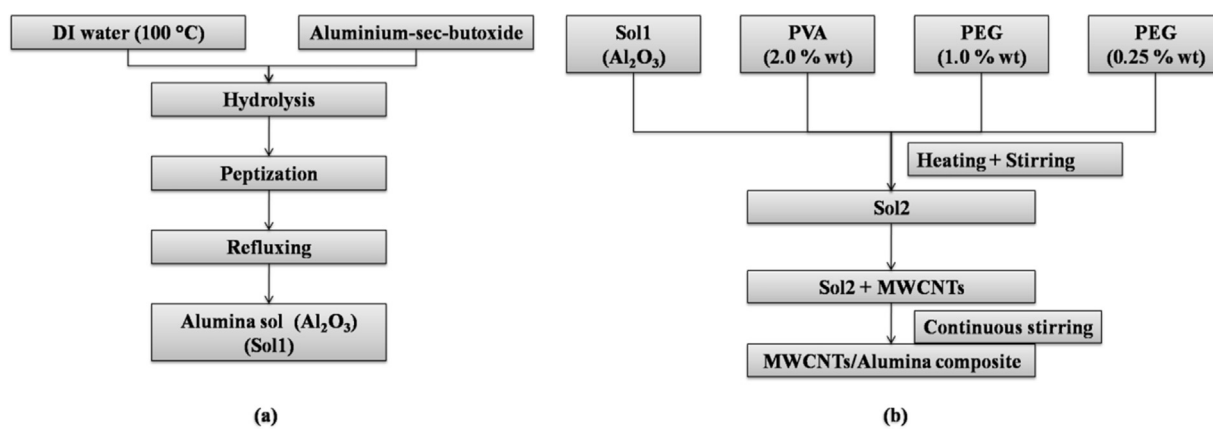 DI water (100 °C)
Aluminium-sec-butoxide
Hydrolysis
Peptization
Refluxing
Alumina sol (Al₂O₃)
(Sol1)
(a)
Sol1
(Al₂O₃)
PVA
(2.0 % wt)
PEG
(1.0 % wt)
PEG
(0.25 % wt)
Heating + Stirring
Sol2
Sol2 + MWCNTs
Continuous stirring
MWCNTs/Alumina composite
(b)